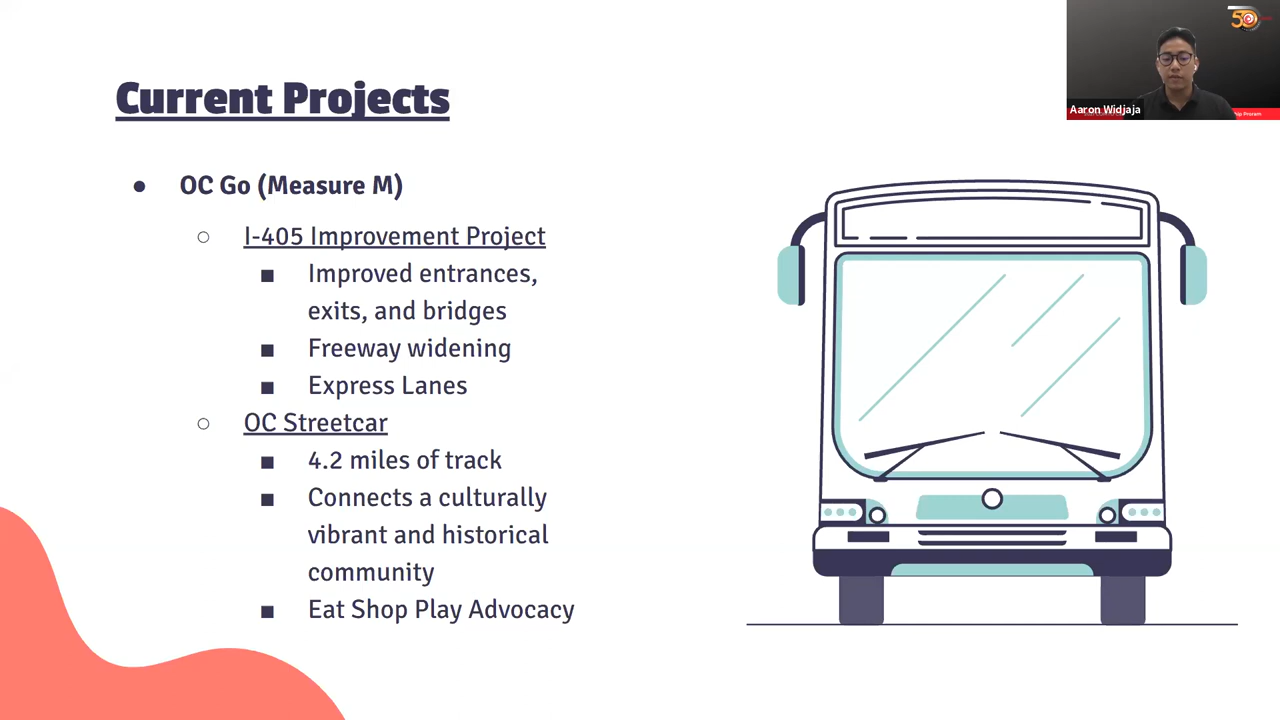 Current Projects
● OC Go (Measure M)
○ I-405 Improvement Project
■ Improved entrances,
exits, and bridges
■ Freeway widening
■ Express Lanes
○ OC Streetcar
■ 4.2 miles of track
■ Connects a culturally
vibrant and historical
community
■ Eat Shop Play Advocacy
50
Aaron Widjaja